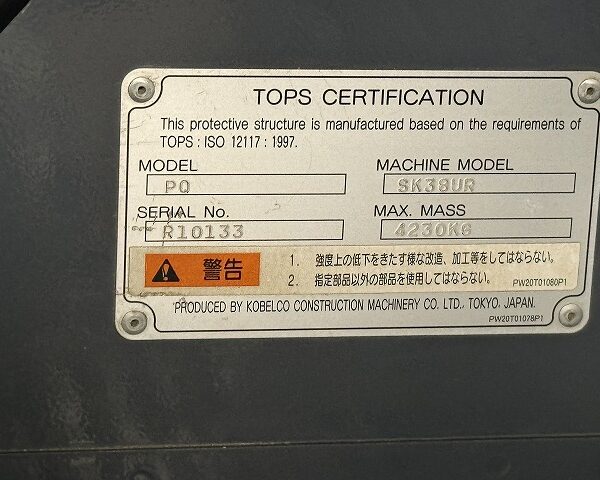 TOPS CERTIFICATION
This protective structure is manufactured based on the requirements of
TOPS : ISO 12117 : 1997.
MODEL
PQ
MACHINE MODEL
SK38UR
SERIAL No.
R10133
MAX. MASS
4230KG
警告
1. 強度上の低下をきたす様な改造、加工等をしてはならない。
2. 指定部品以外の部品を使用してはならない。
PW20T01080P1
PRODUCED BY KOBELCO CONSTRUCTION MACHINERY CO. LTD., TOKYO, JAPAN.
PW20T01078P1